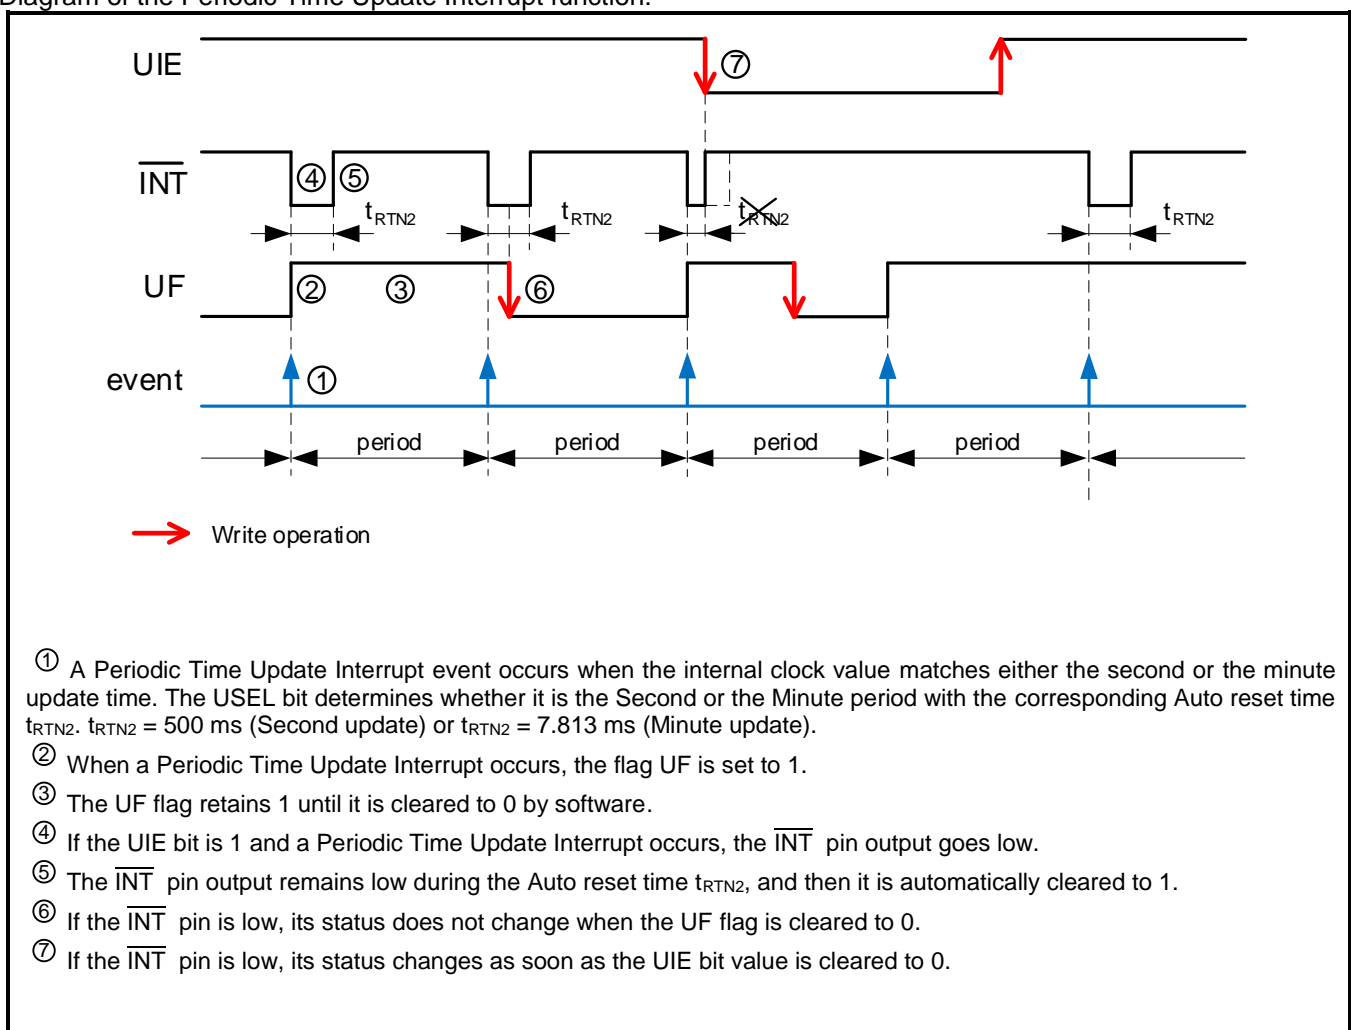 Diagram of the Periodic Time Update Interrupt function:
UIE
⑦
INT
④ ⑤
tRTN2 tRTN2 tRTN2 tRTN2
UF
② ③ ⑥
event
①
period period period period
Write operation
① A Periodic Time Update Interrupt event occurs when the internal clock value matches either the second or the minute
update time. The USEL bit determines whether it is the Second or the Minute period with the corresponding Auto reset time
tRTN2. tRTN2 = 500 ms (Second update) or tRTN2 = 7.813 ms (Minute update).
② When a Periodic Time Update Interrupt occurs, the flag UF is set to 1.
③ The UF flag retains 1 until it is cleared to 0 by software.
④ If the UIE bit is 1 and a Periodic Time Update Interrupt occurs, the INT pin output goes low.
⑤ The INT pin output remains low during the Auto reset time tRTN2, and then it is automatically cleared to 1.
⑥ If the INT pin is low, its status does not change when the UF flag is cleared to 0.
⑦ If the INT pin is low, its status changes as soon as the UIE bit value is cleared to 0.